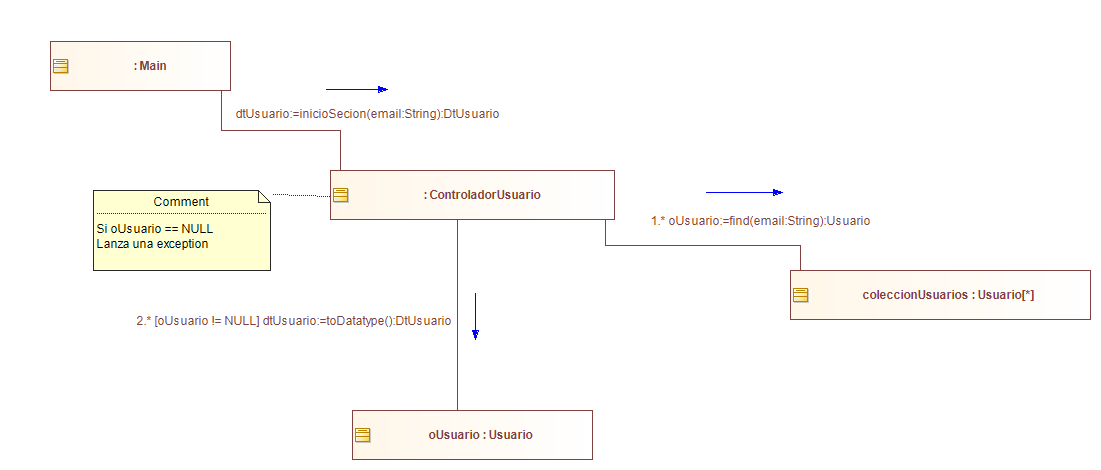 : Main
dtUsuario:=inicioSecion(email:String):DtUsuario
: ControladorUsuario
Comment
Si oUsuario == NULL
Lanza una exception
1.* oUsuario:=find(email:String):Usuario
coleccionUsuarios : Usuario[*]
2.* [oUsuario != NULL] dtUsuario:=toDatatype():DtUsuario
oUsuario : Usuario